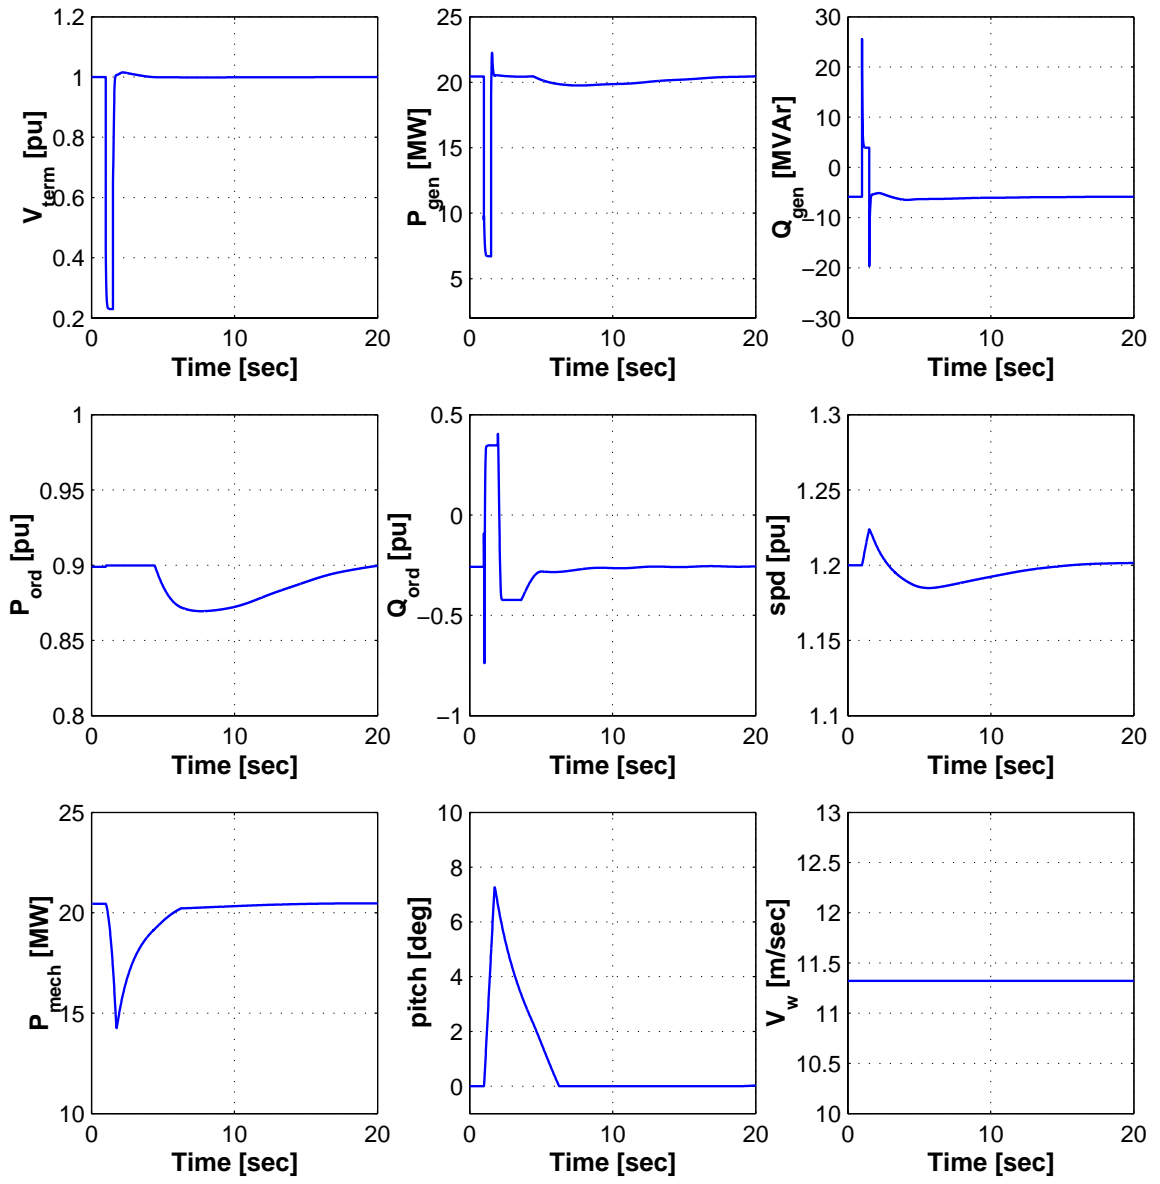 V_term [pu]
1.2
1
0.8
0.6
0.4
0.2
0 10 20
Time [sec]
P_gen [MW]
25
20
15
10
5
0 10 20
Time [sec]
Q_gen [MVAr]
30
20
10
0
−10
−20
−30
0 10 20
Time [sec]
P_ord [pu]
1
0.95
0.9
0.85
0.8
0 10 20
Time [sec]
Q_ord [pu]
0.5
0
−0.5
−1
0 10 20
Time [sec]
spd [pu]
1.3
1.25
1.2
1.15
1.1
0 10 20
Time [sec]
P_mech [MW]
25
20
15
10
0 10 20
Time [sec]
pitch [deg]
10
8
6
4
2
0
0 10 20
Time [sec]
V_w [m/sec]
13
12.5
12
11.5
11
10.5
10
0 10 20
Time [sec]